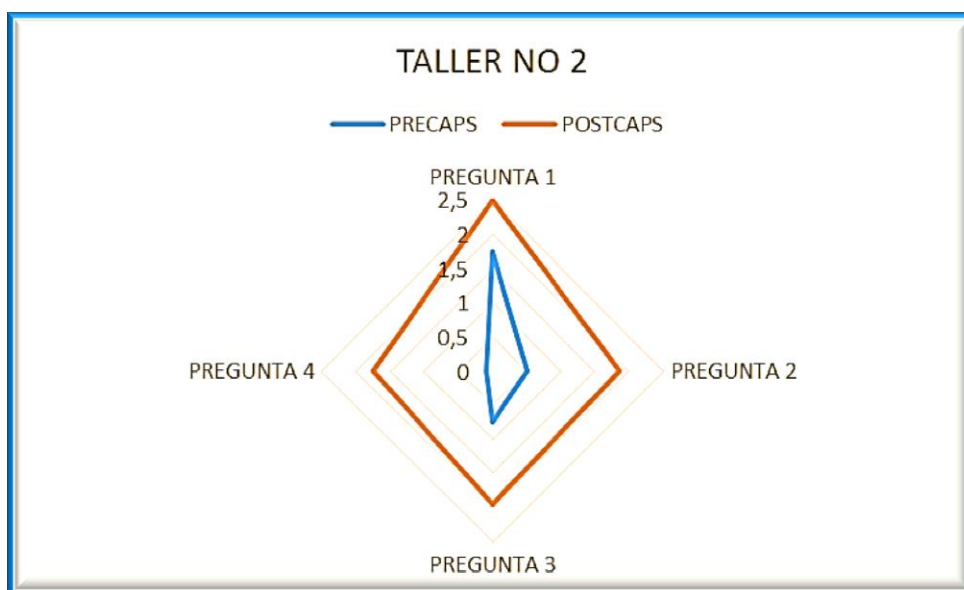 TALLER NO 2
PRECAPS POSTCAPS
PREGUNTA 1
2,5
2
1,5
1
0,5
PREGUNTA 4 0 PREGUNTA 2
PREGUNTA 3